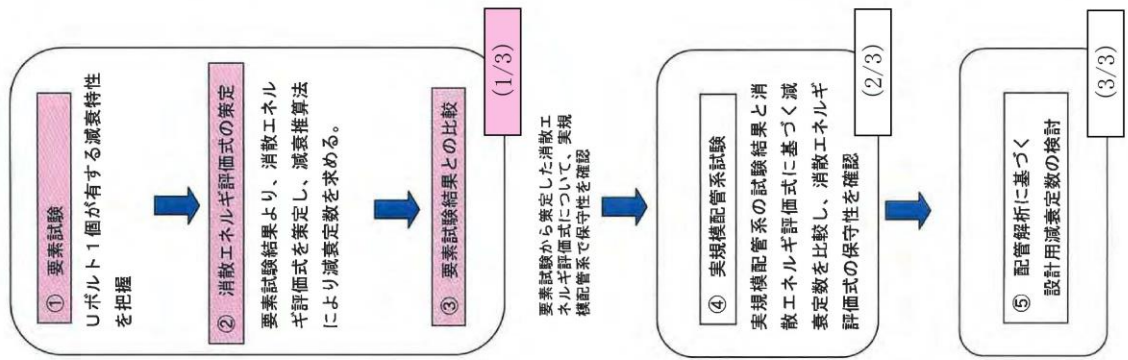 ① 要素試験
Uボルト1個が有する減衰特性
を把握
② 消散エネルギ評価式の策定
要素試験結果より、消散エネル
ギ評価式を策定し、減衰推算法
により減衰定数を求める。
③ 要素試験結果との比較
(1/3)
要素試験から策定した消散エ
ネルギ評価式について、実規
模配管系で保守性を確認
④ 実規模配管系試験
実規模配管系の試験結果と消
散エネルギ評価式に基づく減
衰定数を比較し、消散エネルギ
評価式の保守性を確認
(2/3)
⑤ 配管解析に基づく
設計用減衰定数の検討
(3/3)